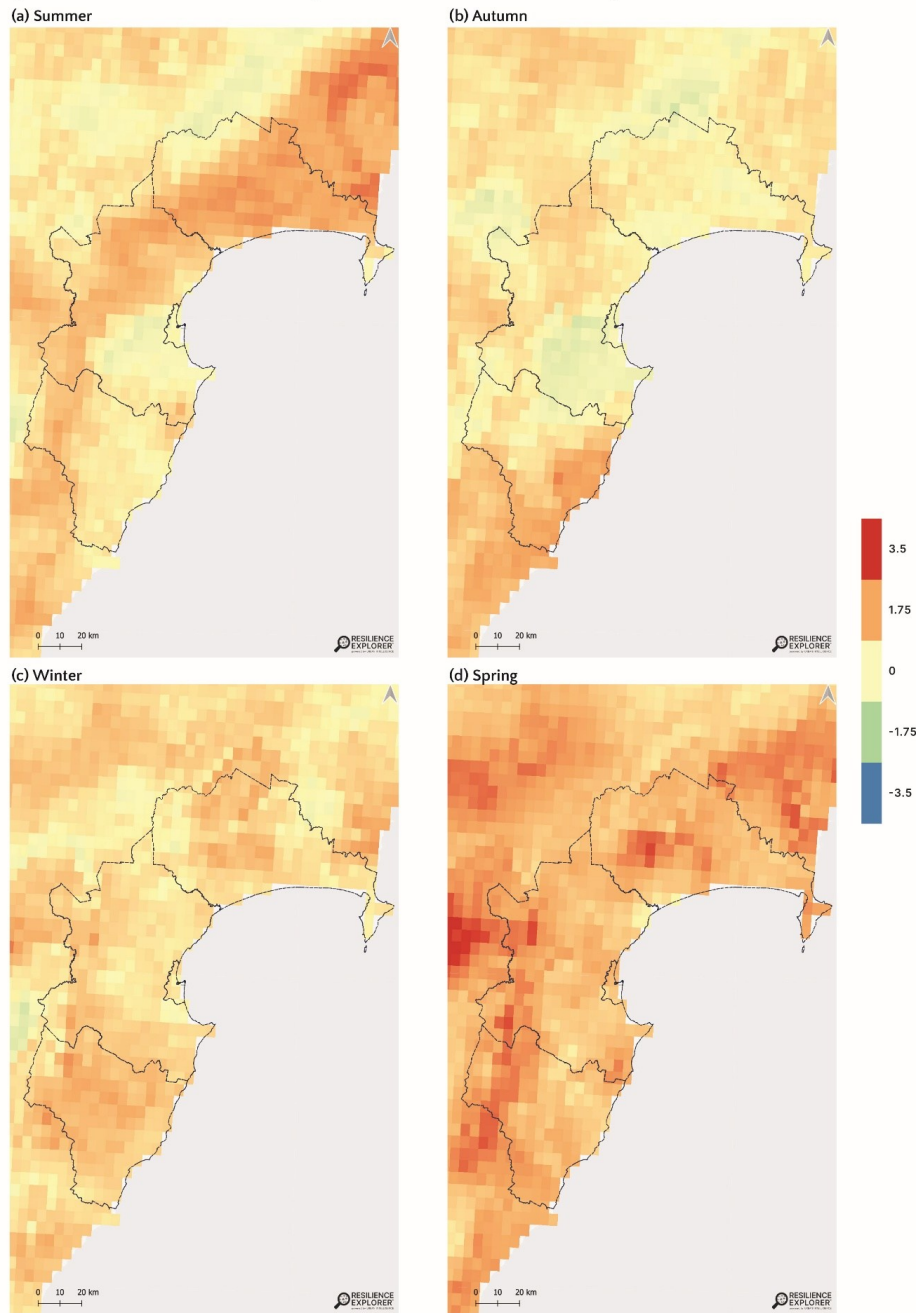 (a) Summer
(b) Autumn
0 10 20 km
RESILIENCE
EXPLORER
0 10 20 km
RESILIENCE
EXPLORER
3.5
1.75
0
-1.75
-3.5
(c) Winter
(d) Spring
0 10 20 km
RESILIENCE
EXPLORER
0 10 20 km
RESILIENCE
EXPLORER